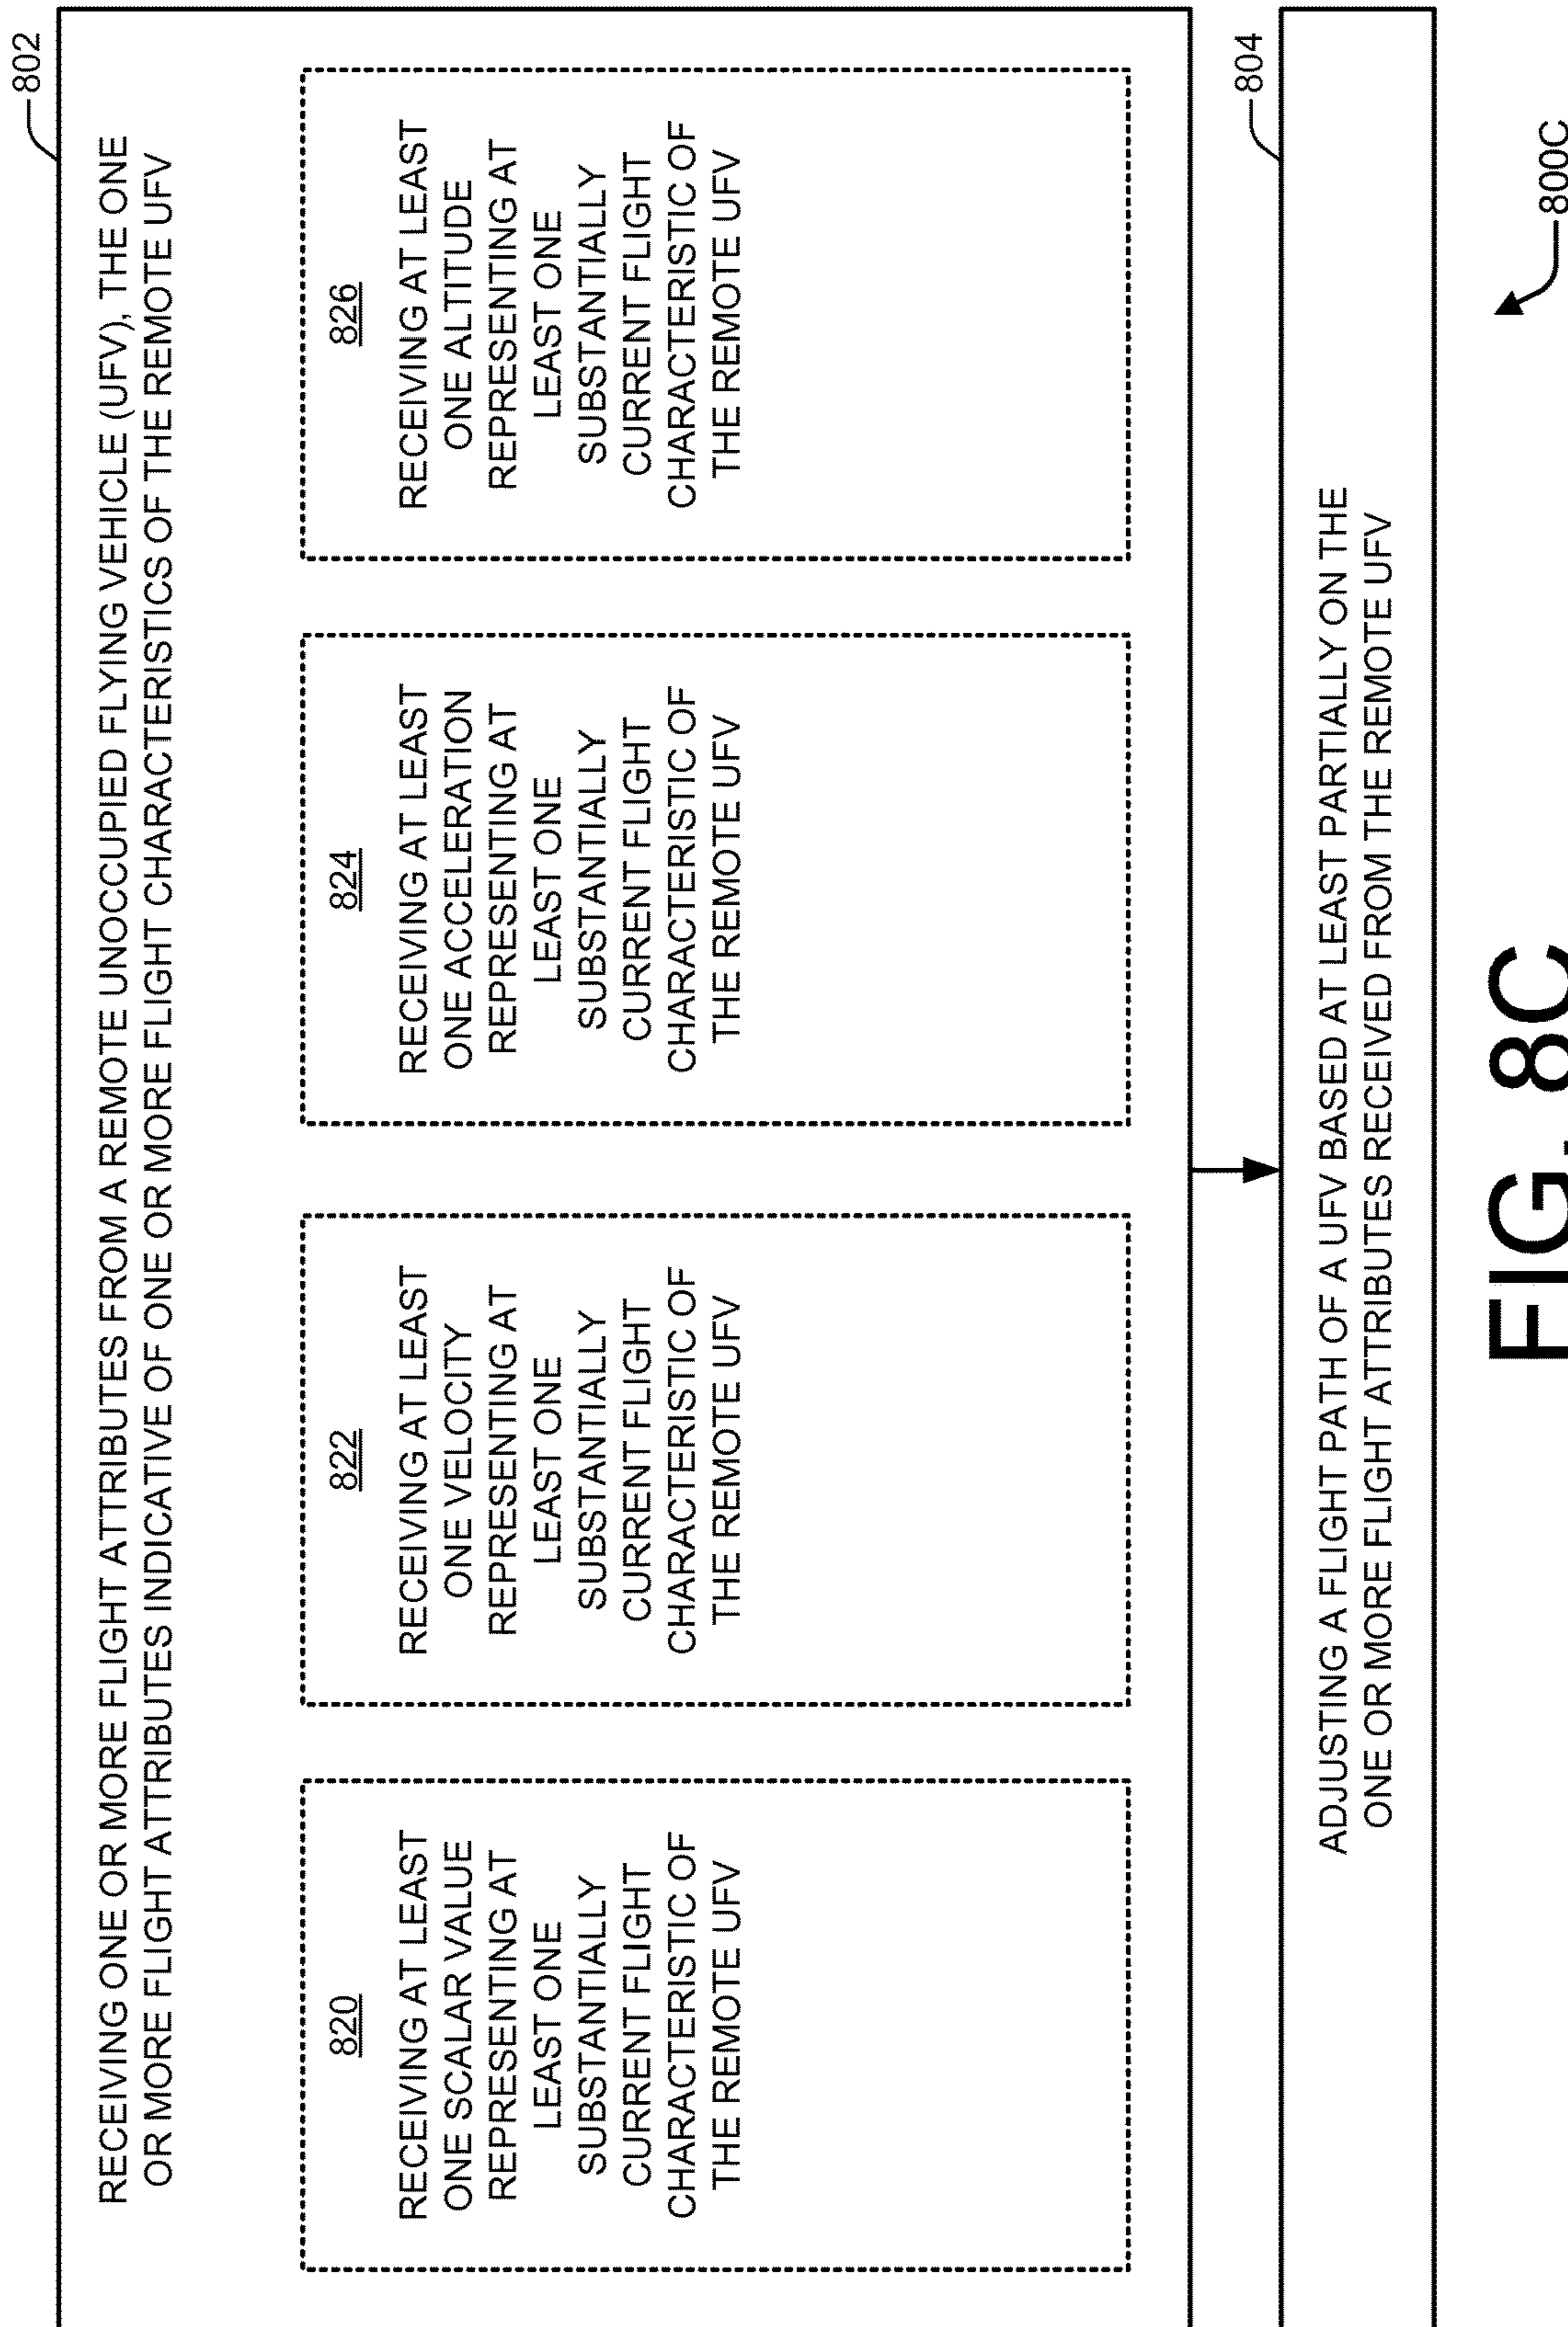 802
RECEIVING ONE OR MORE FLIGHT ATTRIBUTES FROM A REMOTE UNOCCUPIED FLYING VEHICLE (UFV), THE ONE
OR MORE FLIGHT ATTRIBUTES INDICATIVE OF ONE OR MORE FLIGHT CHARACTERISTICS OF THE REMOTE UFV
820
RECEIVING AT LEAST
ONE SCALAR VALUE
REPRESENTING AT
LEAST ONE
SUBSTANTIALLY
CURRENT FLIGHT
CHARACTERISTIC OF
THE REMOTE UFV
822
RECEIVING AT LEAST
ONE VELOCITY
REPRESENTING AT
LEAST ONE
SUBSTANTIALLY
CURRENT FLIGHT
CHARACTERISTIC OF
THE REMOTE UFV
824
RECEIVING AT LEAST
ONE ACCELERATION
REPRESENTING AT
LEAST ONE
SUBSTANTIALLY
CURRENT FLIGHT
CHARACTERISTIC OF
THE REMOTE UFV
826
RECEIVING AT LEAST
ONE ALTITUDE
REPRESENTING AT
LEAST ONE
SUBSTANTIALLY
CURRENT FLIGHT
CHARACTERISTIC OF
THE REMOTE UFV
804
ADJUSTING A FLIGHT PATH OF A UFV BASED AT LEAST PARTIALLY ON THE
ONE OR MORE FLIGHT ATTRIBUTES RECEIVED FROM THE REMOTE UFV
800C
FIG. 8C